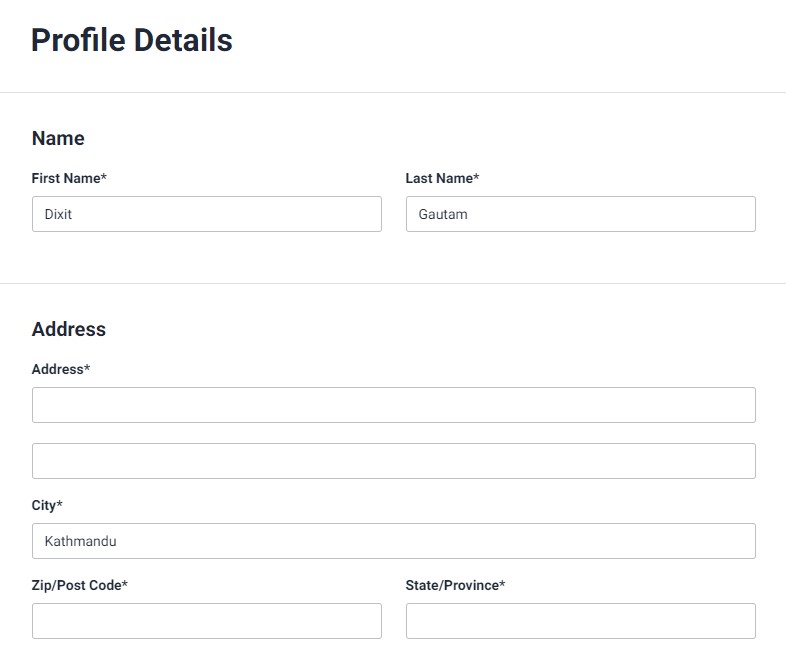 Profile Details
Name
First Name* Last Name*
Dixit Gautam
Address
Address*
City*
Kathmandu
Zip/Post Code* State/Province*